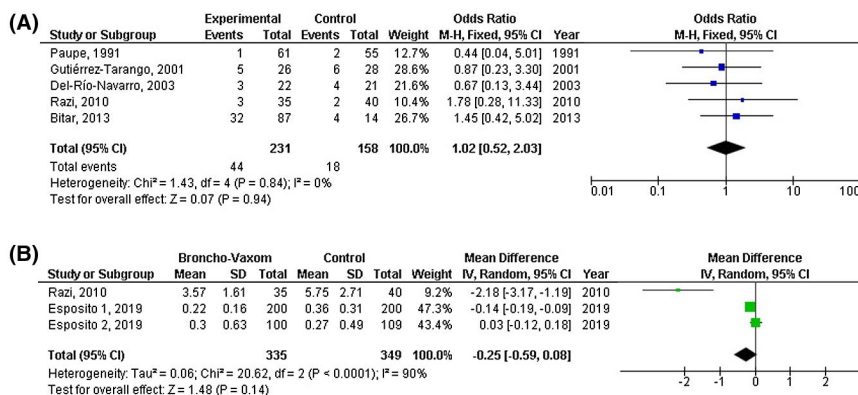 (A)
Experimental Control Odds Ratio Odds Ratio
Study or Subgroup Events Total Events Total Weight M-H, Fixed, 95% CI Year M-H, Fixed, 95% CI
Paupe, 1991 1 61 2 55 12.7% 0.44 [0.04, 5.01] 1991
Gutiérrez-Tarango, 2001 5 26 6 28 28.6% 0.87 [0.23, 3.30] 2001
Del-Río-Navarro, 2003 3 22 4 21 21.6% 0.67 [0.13, 3.44] 2003
Razi, 2010 3 35 2 40 10.4% 1.78 [0.28, 11.33] 2010
Bitar, 2013 32 87 4 14 26.7% 1.45 [0.42, 5.02] 2013
Total (95% CI) 231 158 100.0% 1.02 [0.52, 2.03]
Total events 44 18
Heterogeneity: Chi² = 1.43, df = 4 (P = 0.84); I² = 0%
Test for overall effect: Z = 0.07 (P = 0.94)
0.01 0.1 1 10 100
(B)
Broncho-Vaxom Control Mean Difference Mean Difference
Study or Subgroup Mean SD Total Mean SD Total Weight IV, Random, 95% CI Year IV, Random, 95% CI
Razi, 2010 3.57 1.61 35 5.75 2.71 40 9.2% -2.18 [-3.17, -1.19] 2010
Esposito 1, 2019 0.22 0.16 200 0.36 0.31 200 47.3% -0.14 [-0.19, -0.09] 2019
Esposito 2, 2019 0.3 0.63 100 0.27 0.49 109 43.4% 0.03 [-0.12, 0.18] 2019
Total (95% CI) 335 349 100.0% -0.25 [-0.59, 0.08]
Heterogeneity: Tau² = 0.06; Chi² = 20.62, df = 2 (P < 0.0001); I² = 90%
Test for overall effect: Z = 1.48 (P = 0.14)
-2 -1 0 1 2